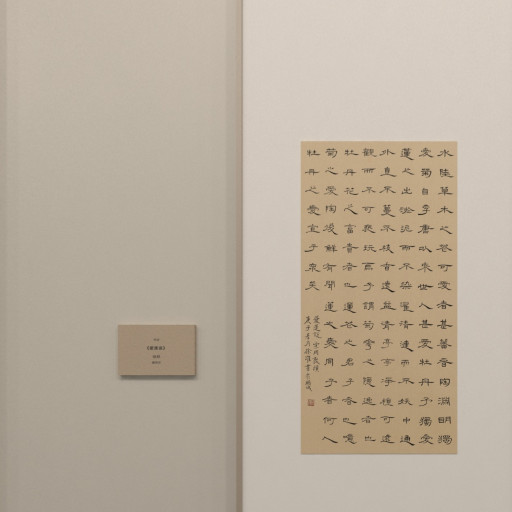 水陸草木之花可愛者甚蕃晉陶淵明獨
愛菊自李唐以來世人甚愛牡丹予獨愛
蓮之出淤泥而不染濯清漣而不妖中通
外直不蔓不枝香遠益清亭亭淨植可遠
觀而不可褻玩焉予謂菊花之隱逸者也
牡丹花之富貴者也蓮花之君子者也噫
菊之愛陶後鮮有聞蓮之愛同予者何人
牡丹之愛宜乎眾矣
愛蓮說 宋周敦頤